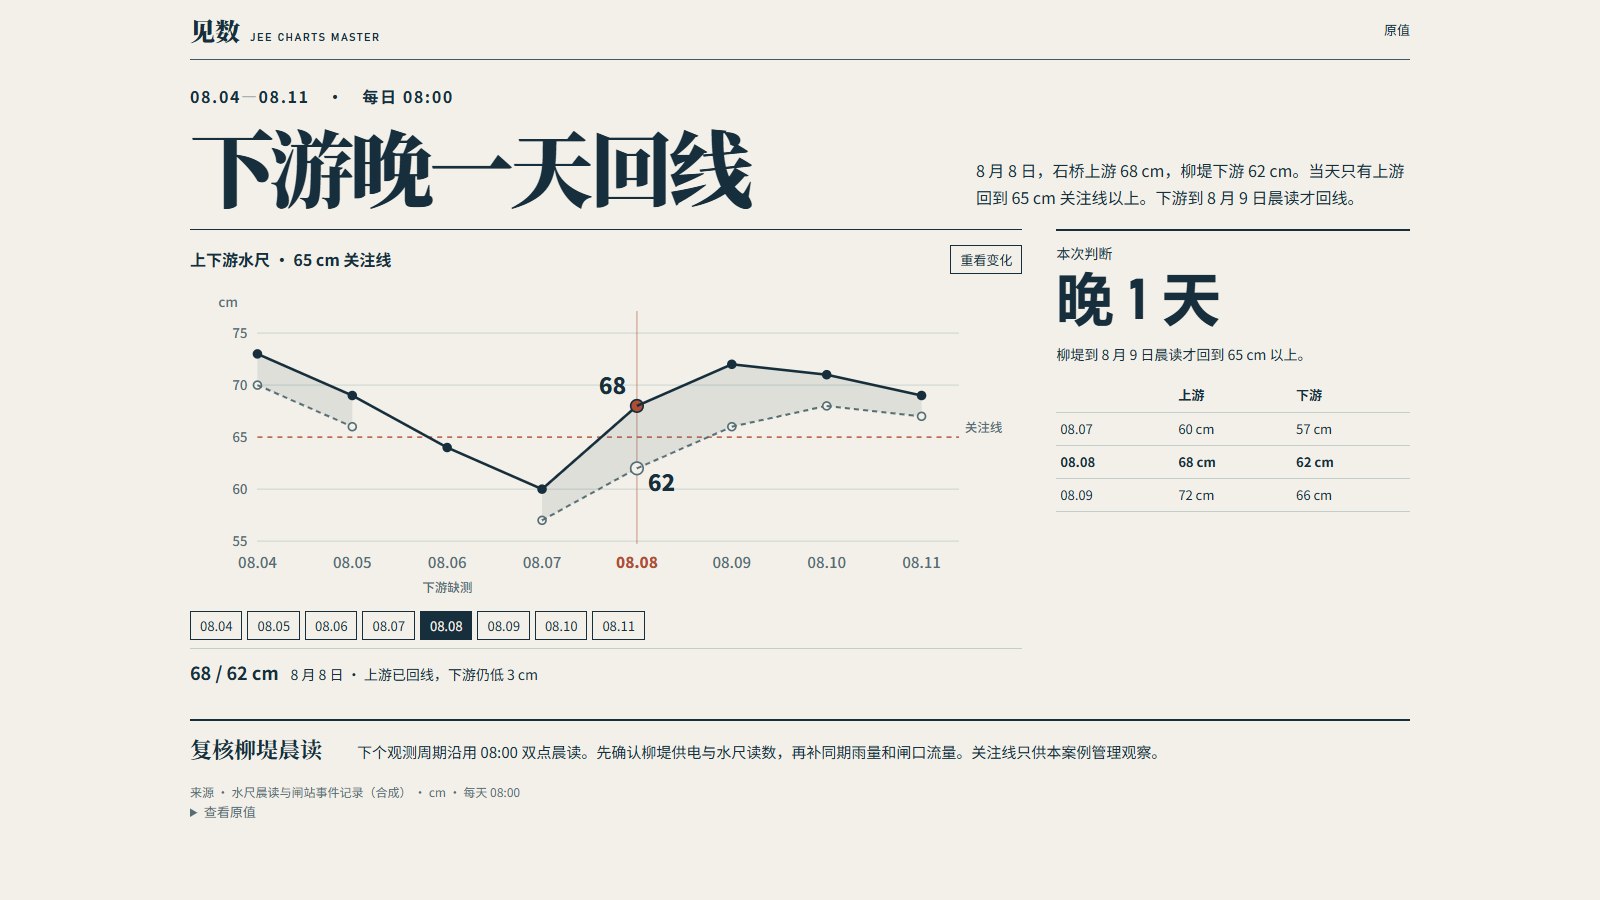 见数 JEE CHARTS MASTER
原值
08.04—08.11 • 每日 08:00
下游晚一天回线
8 月 8 日，石桥上游 68 cm，柳堤下游 62 cm。当天只有上游
回到 65 cm 关注线以上。下游到 8 月 9 日晨读才回线。
上下游水尺 • 65 cm 关注线
重看变化
cm
75
70
65
60
55
68
62
关注线
08.04 08.05 08.06 08.07 08.08 08.09 08.10 08.11
下游缺测
08.04 08.05 08.06 08.07 08.08 08.09 08.10 08.11
68 / 62 cm 8 月 8 日 • 上游已回线，下游仍低 3 cm
本次判断
晚 1 天
柳堤到 8 月 9 日晨读才回到 65 cm 以上。
上游 下游
08.07 60 cm 57 cm
08.08 68 cm 62 cm
08.09 72 cm 66 cm
复核柳堤晨读 下个观测周期沿用 08:00 双点晨读。先确认柳堤供电与水尺读数，再补同期雨量和闸口流量。关注线只供本案例管理观察。
来源 • 水尺晨读与闸站事件记录（合成） • cm • 每天 08:00
▶ 查看原值